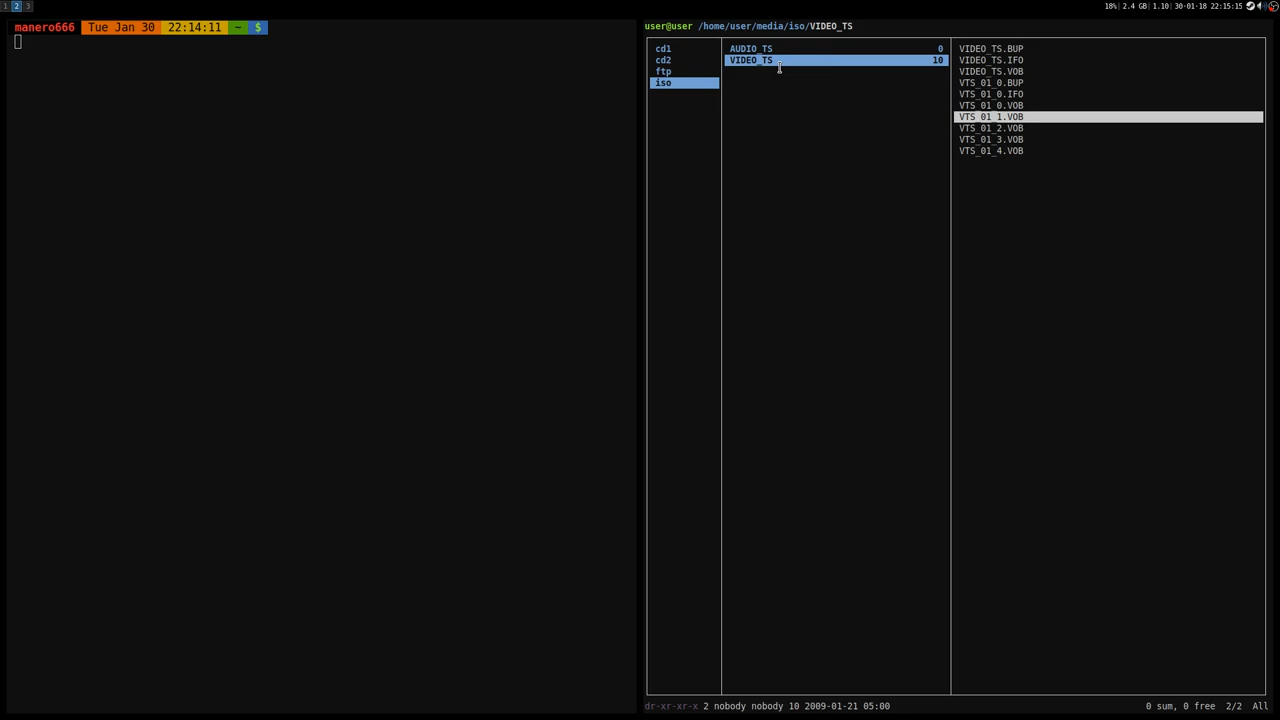 1 2 3
18%| 2.4 GB| 1.10| 30-01-18 22:15:15
manero666 Tue Jan 30 22:14:11 ~ $
user@user /home/user/media/iso/VIDEO_TS
cd1
cd2
ftp
iso
AUDIO_TS 0
VIDEO_TS 10
VIDEO_TS.BUP
VIDEO_TS.IFO
VIDEO_TS.VOB
VTS_01_0.BUP
VTS_01_0.IFO
VTS_01_0.VOB
VTS_01_1.VOB
VTS_01_2.VOB
VTS_01_3.VOB
VTS_01_4.VOB
dr-xr-xr-x 2 nobody nobody 10 2009-01-21 05:00
0 sum, 0 free 2/2 All